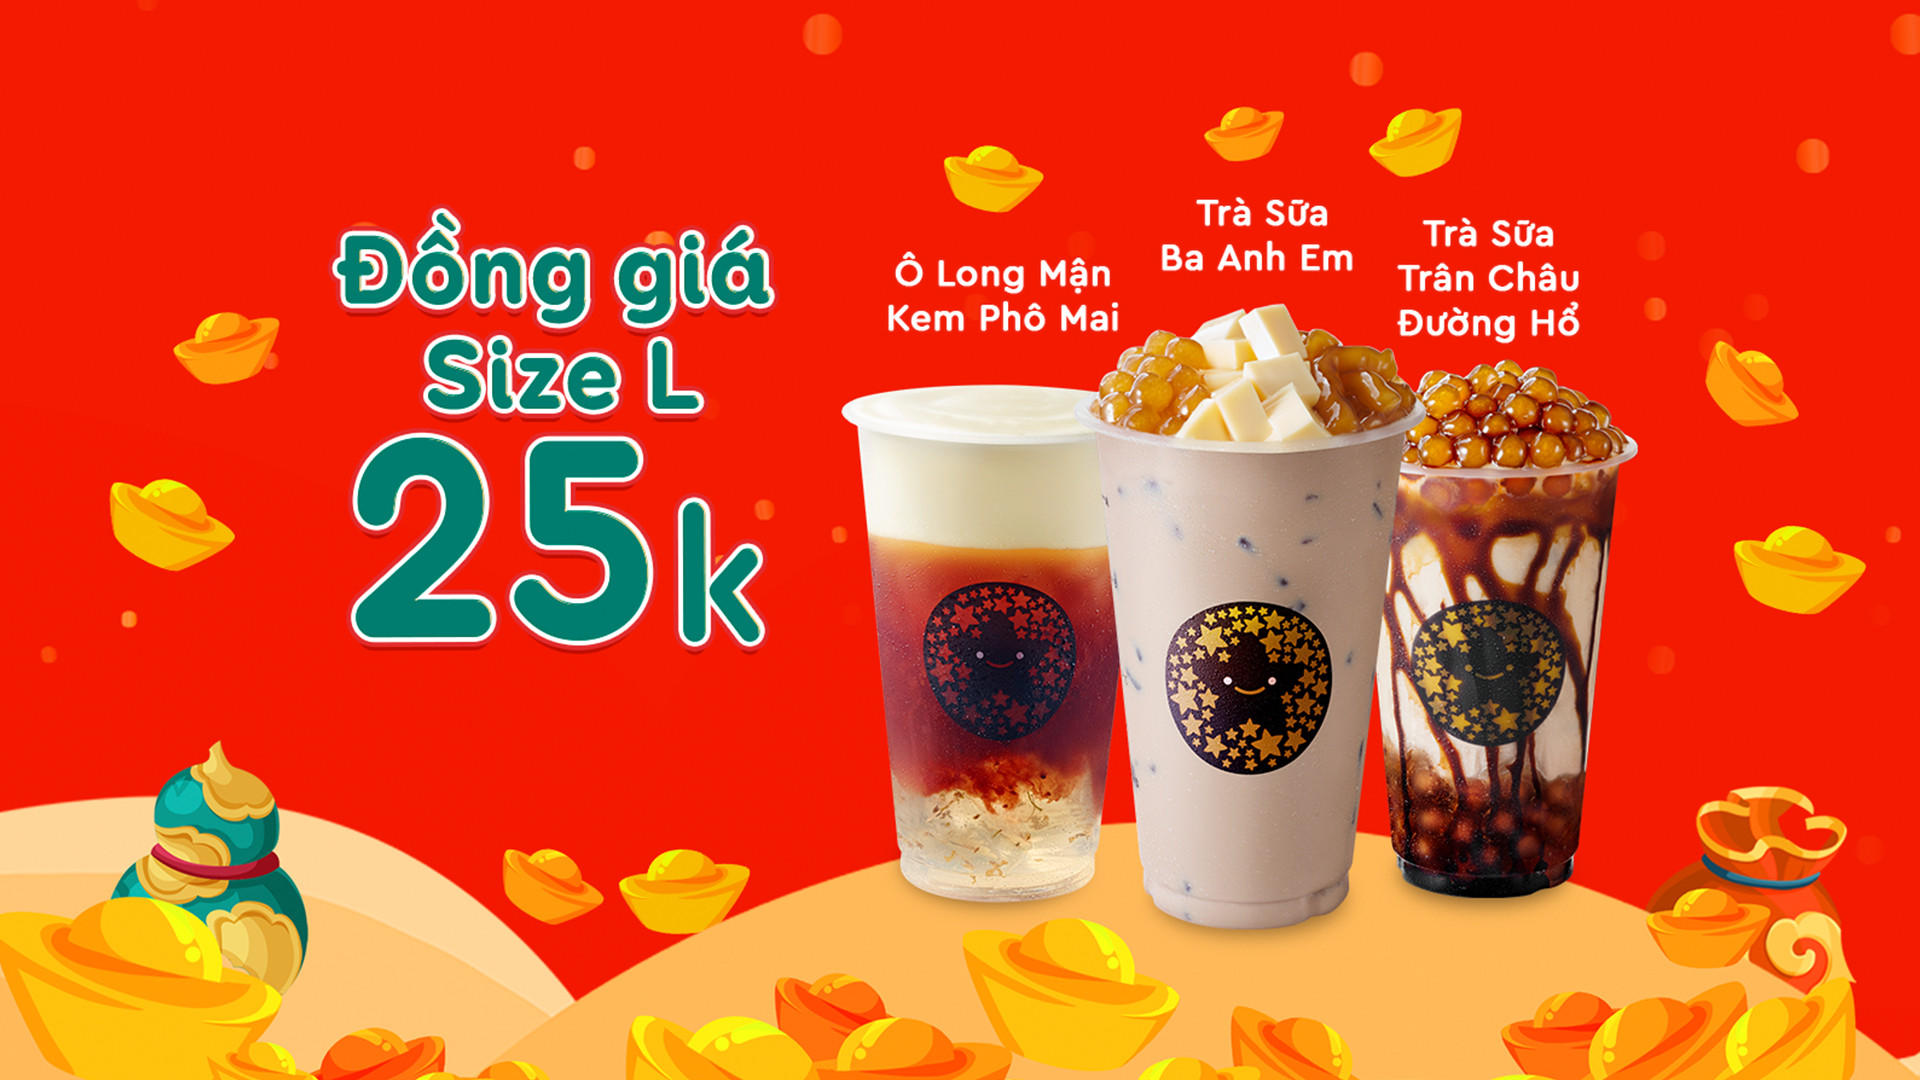 Đồng giá
Size L
25k
Ô Long Mận
Kem Phô Mai
Trà Sữa
Ba Anh Em
Trà Sữa
Trân Châu
Đường Hổ